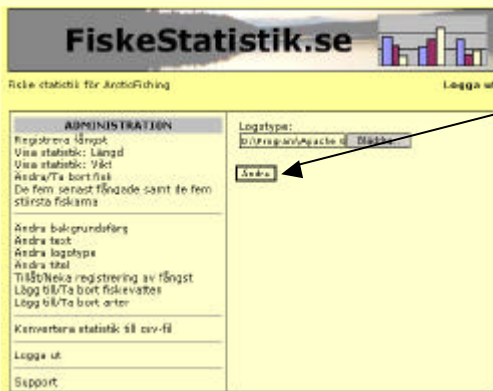 FiskeStatistik.se
Fiske statistik för ArcticFishing
Logga ut
ADMINISTRATION
Registrera fångst
Visa statistik: Längd
Visa statistik: Vikt
Ändra/Ta bort fisk
De fem senast fångade samt de fem
största fiskarna
Ändra bakgrundsfärg
Ändra text
Ändra logotype
Ändra titel
Tillåt/Neka registrering av fångst
Lägg till/Ta bort fiskevatten
Lägg till/Ta bort arter
Konvertera statistik till csv-fil
Logga ut
Support
Logotype:
D:\Program\Apache G
Bläddra...
Ändra